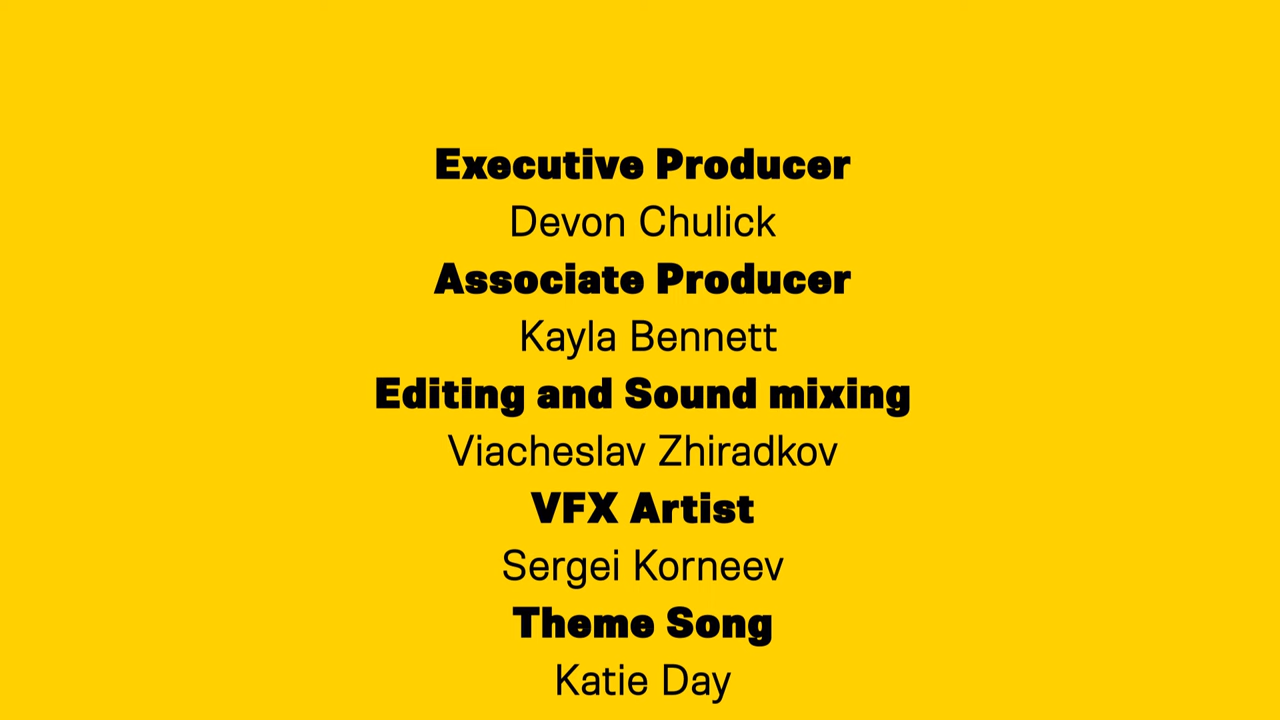 Executive Producer
Devon Chulick
Associate Producer
Kayla Bennett
Editing and Sound mixing
Viacheslav Zhiradkov
VFX Artist
Sergei Korneev
Theme Song
Katie Day